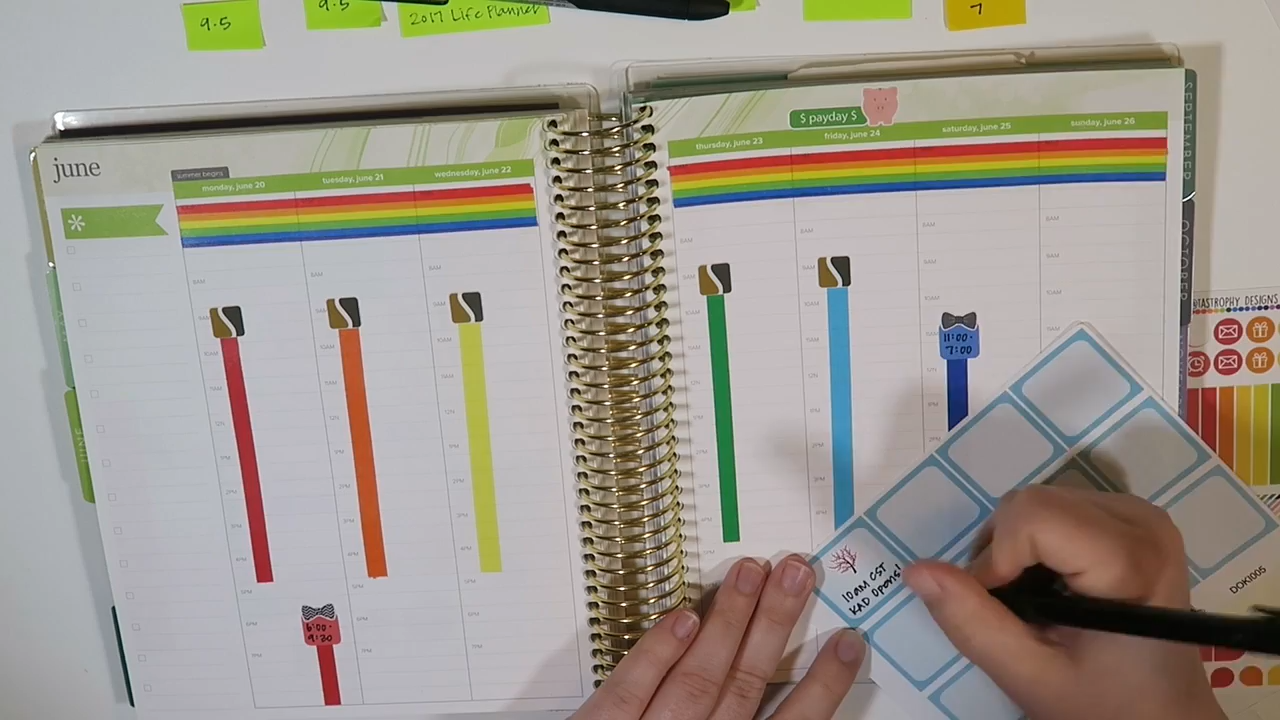 9.5
9.5
2017 Life Planner
7
june
summer begins
monday, june 20
tuesday, june 21
wednesday, june 22
$ payday $
thursday, june 23
friday, june 24
saturday, june 25
sunday, june 26
SEPTEMBER
OCTOBER
JUNE
11:00-
7:00
6:00-
9:30
10am CST
KAD Opens!
TASTROPHY DESIGNS
DOKI005